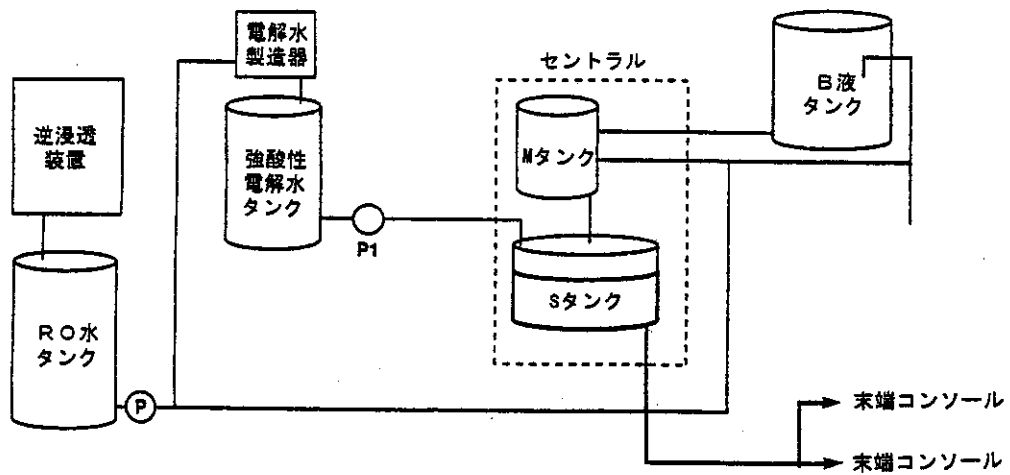 電解水
製造器
セントラル
B液
タンク
逆浸透
装置
強酸性
電解水
タンク
Mタンク
P1
Sタンク
RO水
タンク
P
末端コンソール
末端コンソール